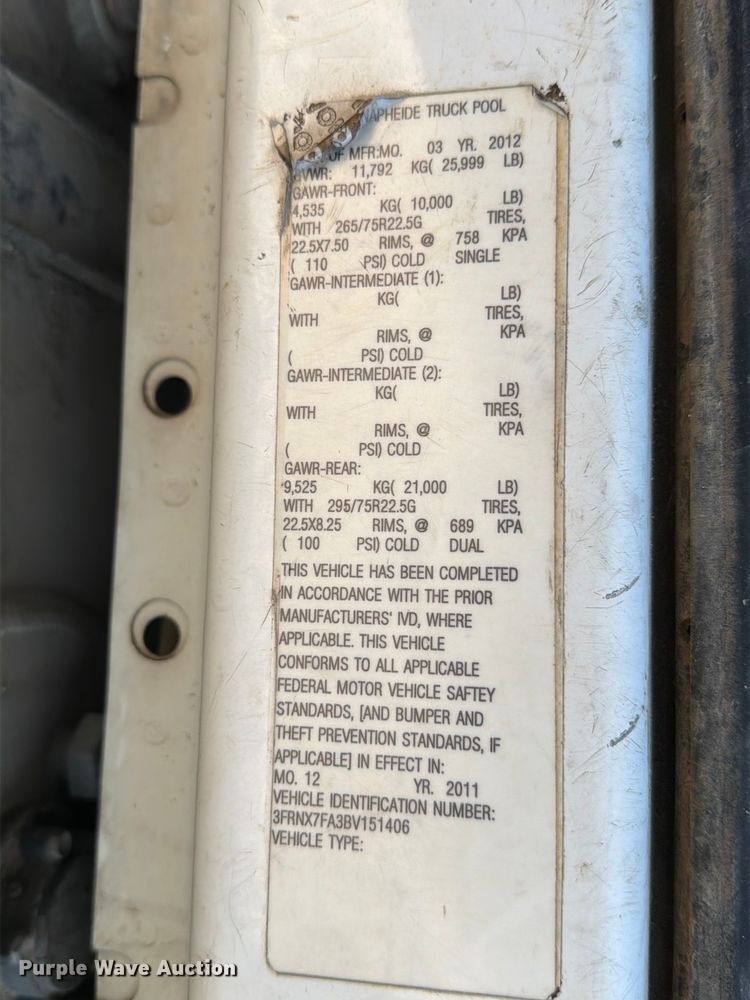 NAPHEIDE TRUCK POOL
OF MFR:MO. 03 YR. 2012
GVWR: 11,792 KG( 25,999 LB)
GAWR-FRONT:
4,535 KG( 10,000 LB)
WITH 265/75R22.5G TIRES,
22.5X7.50 RIMS, @ 758 KPA
( 110 PSI) COLD SINGLE
GAWR-INTERMEDIATE (1):
KG( LB)
WITH TIRES,
RIMS, @ KPA
( PSI) COLD
GAWR-INTERMEDIATE (2):
KG( LB)
WITH TIRES,
RIMS, @ KPA
( PSI) COLD
GAWR-REAR:
9,525 KG( 21,000 LB)
WITH 295/75R22.5G TIRES,
22.5X8.25 RIMS, @ 689 KPA
( 100 PSI) COLD DUAL
THIS VEHICLE HAS BEEN COMPLETED
IN ACCORDANCE WITH THE PRIOR
MANUFACTURERS' IVD, WHERE
APPLICABLE. THIS VEHICLE
CONFORMS TO ALL APPLICABLE
FEDERAL MOTOR VEHICLE SAFTEY
STANDARDS, [AND BUMPER AND
THEFT PREVENTION STANDARDS, IF
APPLICABLE] IN EFFECT IN:
MO. 12 YR. 2011
VEHICLE IDENTIFICATION NUMBER:
3FRNX7FA3BV151406
VEHICLE TYPE:
Purple Wave Auction